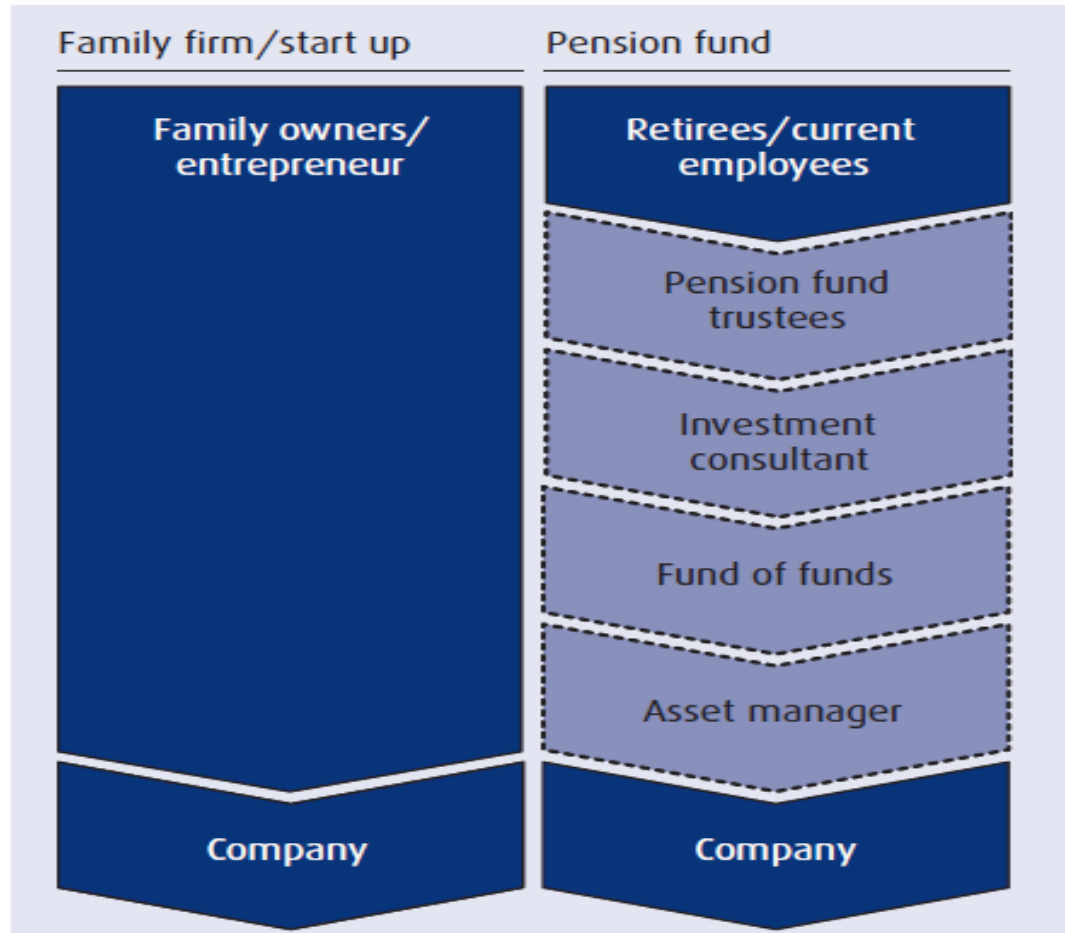 Family firm/start up
Family owners/
entrepreneur
Company
Pension fund
Retirees/current
employees
Pension fund
trustees
Investment
consultant
Fund of funds
Asset manager
Company